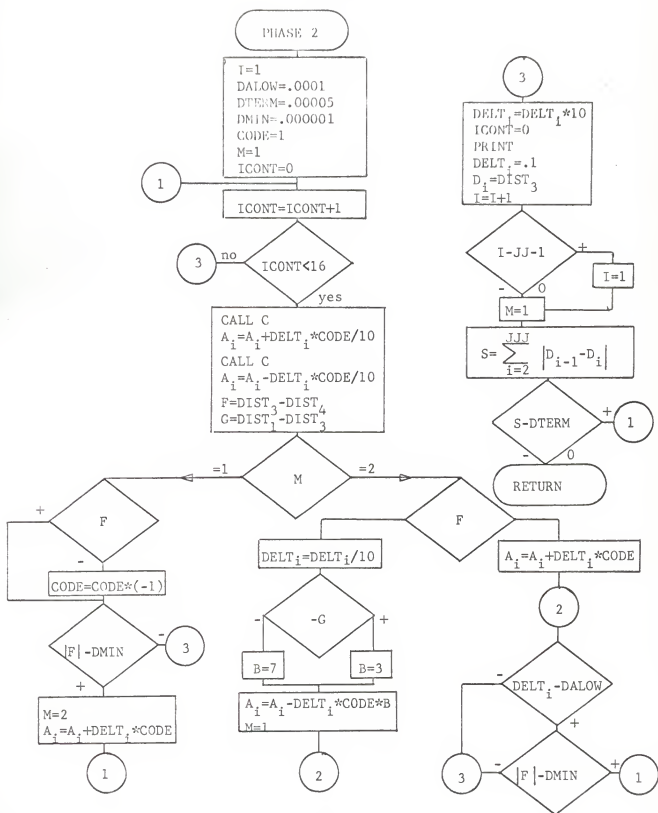 PHASE 2
I=1
DALOW=.0001
DTERM=.00005
DMIN=.000001
CODE=1
M=1
ICONT=0
1
ICONT=ICONT+1
3
no
ICONT<16
yes
CALL C
A_i=A_i+DELT_i*CODE/10
CALL C
A_i=A_i-DELT_i*CODE/10
F=DIST_3-DIST_4
G=DIST_1-DIST_3
=1
M
=2
+
F
-
CODE=CODE*(-1)
|F|-DMIN
-
3
+
M=2
A_i=A_i+DELT_i*CODE
1
F
DELT_i=DELT_i/10
-
-G
+
B=7
B=3
A_i=A_i-DELT_i*CODE*B
M=1
2
A_i=A_i+DELT_i*CODE
2
-
DELT_i-DALOW
+
3
-
|F|-DMIN
+
1
3
DELT_i=DELT_i*10
ICONT=0
PRINT
DELT_i=.1
D_i=DIST_3
I=I+1
I-JJ-1
+
I=1
-
0
M=1
S=∑_{i=2}^{JJJ} |D_{i-1}-D_i|
S-DTERM
+
1
-
0
RETURN